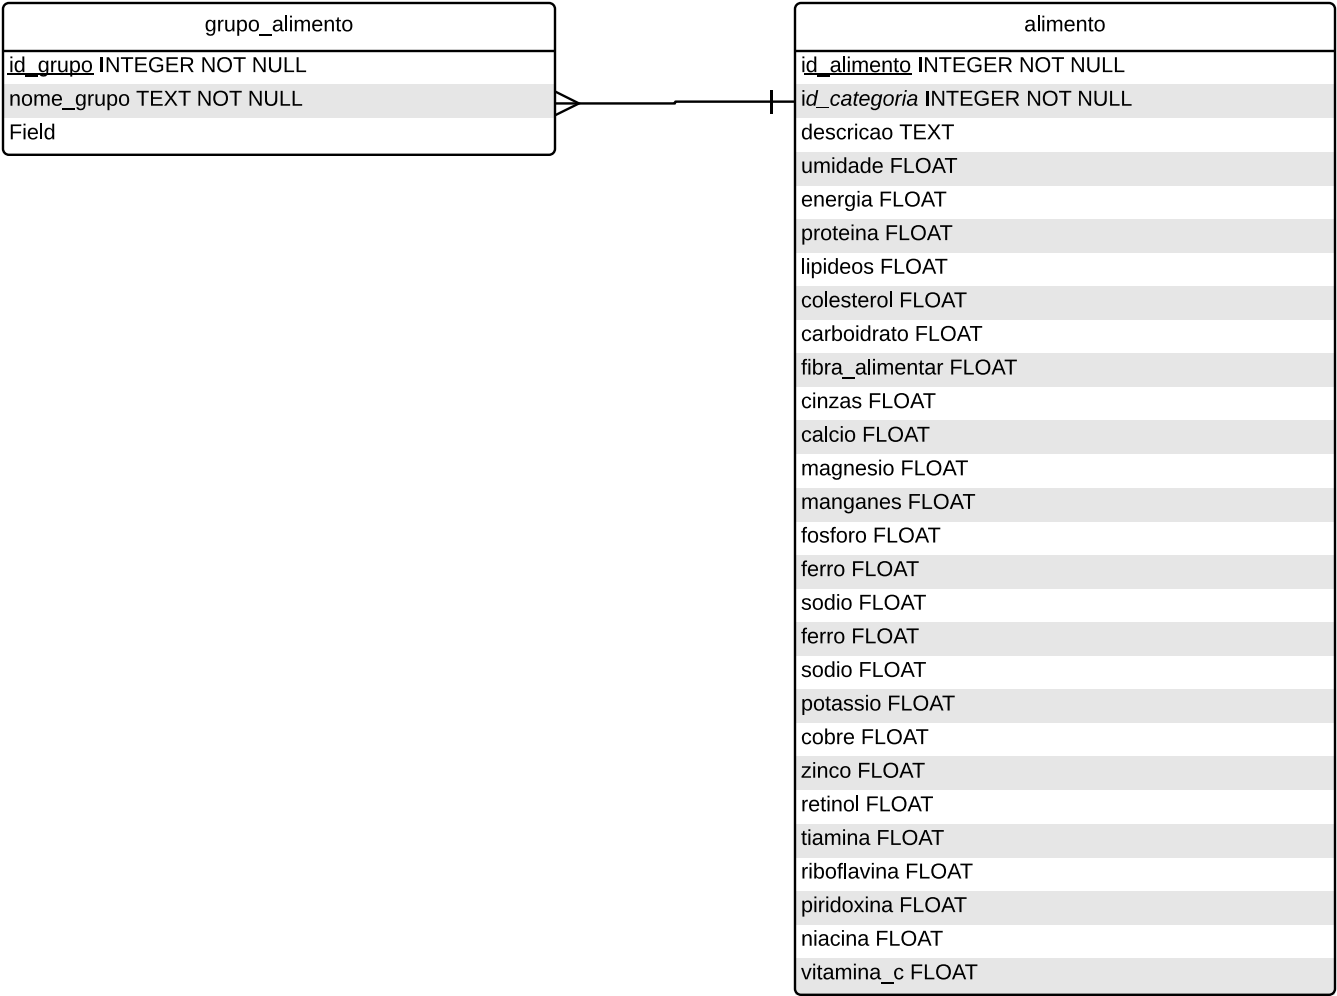 grupo_alimento
id_grupo INTEGER NOT NULL
nome_grupo TEXT NOT NULL
Field
alimento
id_alimento INTEGER NOT NULL
id_categoria INTEGER NOT NULL
descricao TEXT
umidade FLOAT
energia FLOAT
proteina FLOAT
lipideos FLOAT
colesterol FLOAT
carboidrato FLOAT
fibra_alimentar FLOAT
cinzas FLOAT
calcio FLOAT
magnesio FLOAT
manganes FLOAT
fosforo FLOAT
ferro FLOAT
sodio FLOAT
ferro FLOAT
sodio FLOAT
potassio FLOAT
cobre FLOAT
zinco FLOAT
retinol FLOAT
tiamina FLOAT
riboflavina FLOAT
piridoxina FLOAT
niacina FLOAT
vitamina_c FLOAT